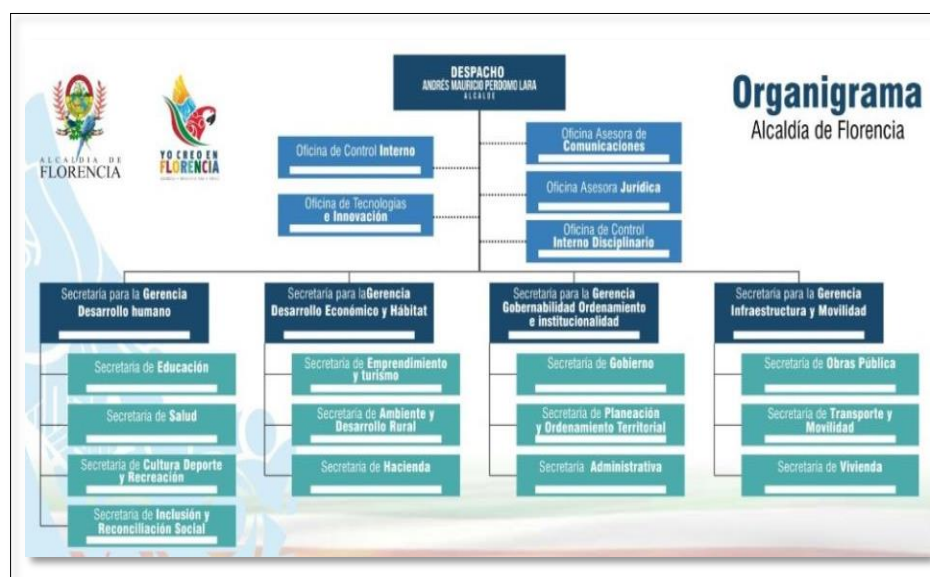 DESPACHO
ANDRÉS MAURICIO PERDOMO LARA
ALCALDE
Organigrama
Alcaldía de Florencia
ALCALDÍA DE
FLORENCIA
YO CREO EN
FLORENCIA
Oficina de Control Interno
Oficina de Tecnologías
e Innovación
Oficina Asesora de
Comunicaciones
Oficina Asesora Jurídica
Oficina de Control
Interno Disciplinario
Secretaría para la Gerencia
Desarrollo humano
Secretaría de Educación
Secretaría de Salud
Secretaría de Cultura Deporte
y Recreación
Secretaría de Inclusión y
Reconciliación Social
Secretaría para laGerencia
Desarrollo Económico y Hábitat
Secretaría de Emprendimiento
y turismo
Secretaría de Ambiente y
Desarrollo Rural
Secretaría de Hacienda
Secretaría para la Gerencia
Gobernabilidad Ordenamiento
e institucionalidad
Secretaría de Gobierno
Secretaría de Planeación
y Ordenamiento Territorial
Secretaría Administrativa
Secretaría para la Gerencia
Infraestructura y Movilidad
Secretaría de Obras Pública
Secretaría de Transporte y
Movilidad
Secretaría de Vivienda